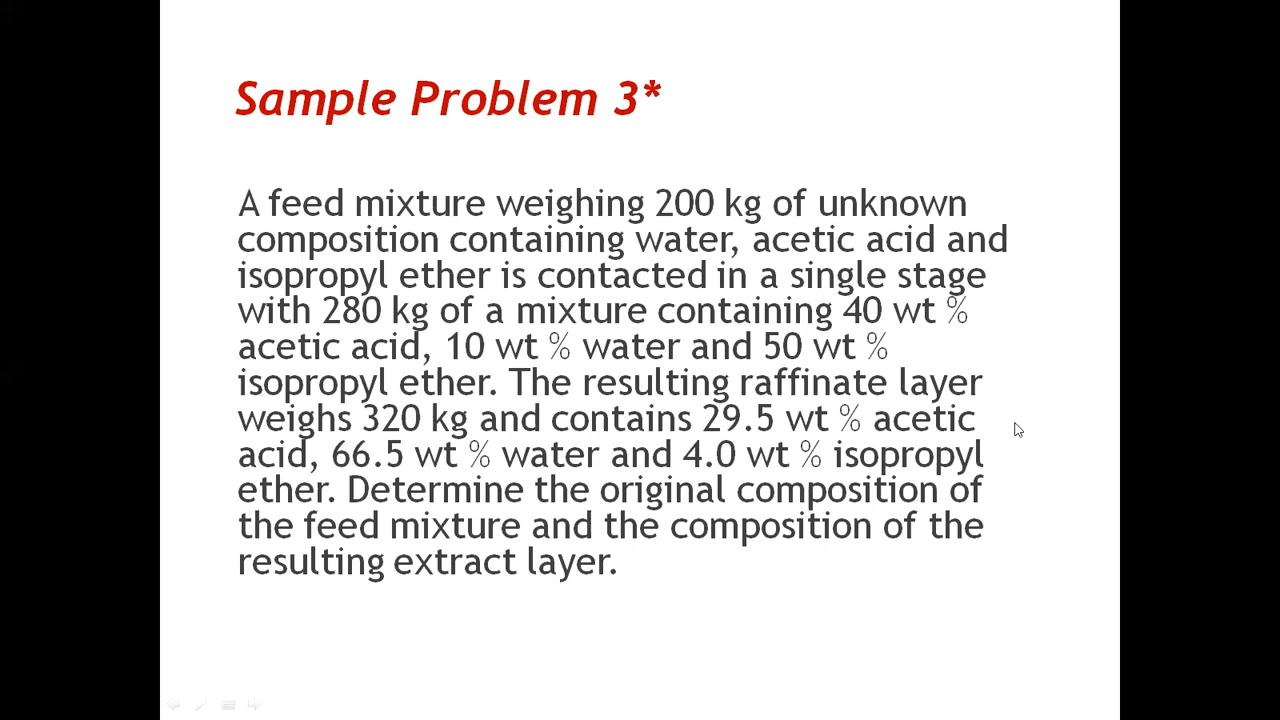 Sample Problem 3*
A feed mixture weighing 200 kg of unknown
composition containing water, acetic acid and
isopropyl ether is contacted in a single stage
with 280 kg of a mixture containing 40 wt %
acetic acid, 10 wt % water and 50 wt %
isopropyl ether. The resulting raffinate layer
weighs 320 kg and contains 29.5 wt % acetic
acid, 66.5 wt % water and 4.0 wt % isopropyl
ether. Determine the original composition of
the feed mixture and the composition of the
resulting extract layer.